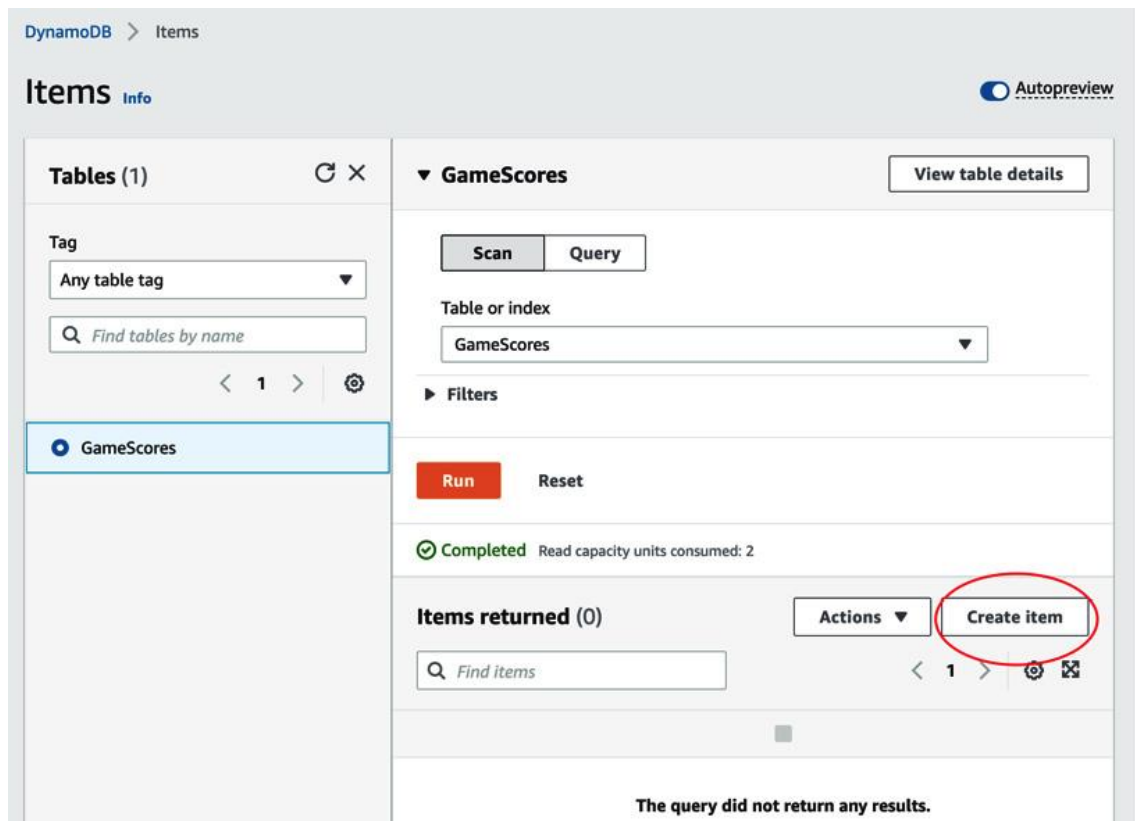 DynamoDB > Items
Items Info
Autopreview
Tables (1)
Tag
Any table tag
Find tables by name
< 1 >
GameScores
GameScores
View table details
Scan Query
Table or index
GameScores
Filters
Run Reset
Completed Read capacity units consumed: 2
Items returned (0)
Actions
Create item
Find items
< 1 >
The query did not return any results.